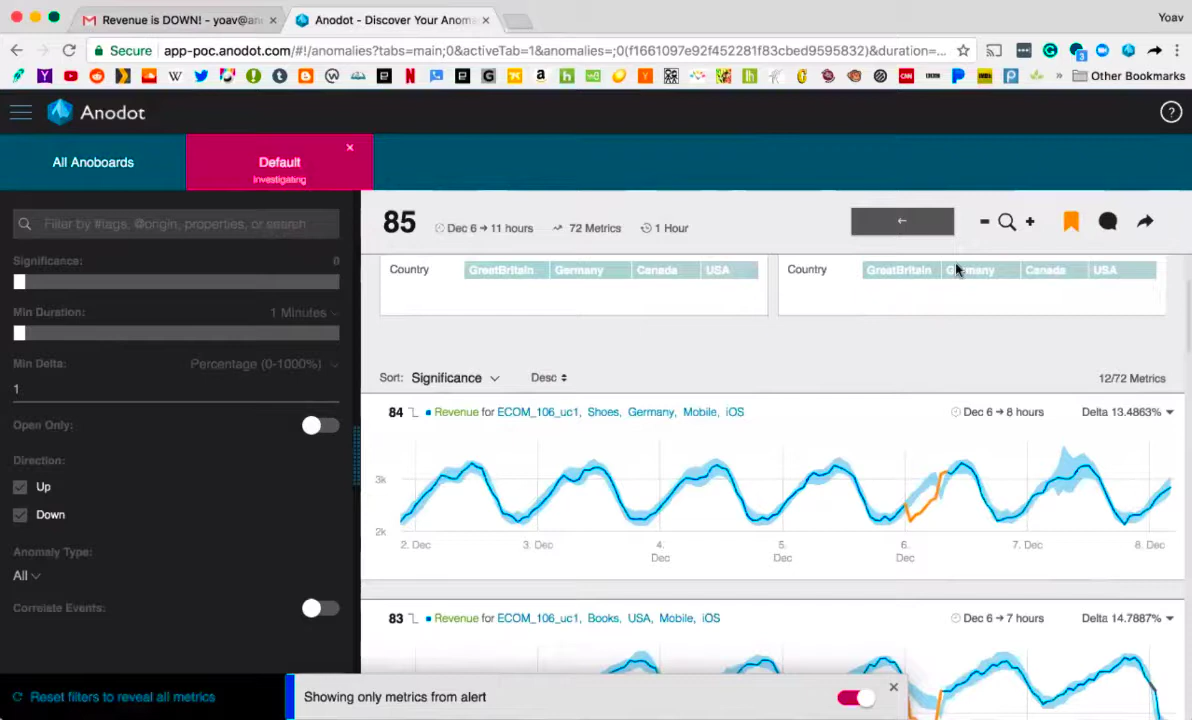 Revenue is DOWN! - yoav@an
Anodot - Discover Your Anoma
Yoav
Secure
app-poc.anodot.com/#!/anomalies?tabs=main;0&activeTab=1&anomalies=;0(f1661097e92f452281f83cbed9595832)&duration=...
Other Bookmarks
Anodot
All Anoboards
Default
Investigating
Filter by #tags, @origin, properties, or search
Significance: 0
Min Duration: 1 Minutes
Min Delta: Percentage (0-1000%)
1
Open Only:
Direction:
Up
Down
Anomaly Type:
All
Correlate Events:
Reset filters to reveal all metrics
85 Dec 6 → 11 hours 72 Metrics 1 Hour
Country GreatBritain Germany Canada USA
Country GreatBritain Germany Canada USA
Sort: Significance Desc 12/72 Metrics
84 Revenue for ECOM_106_uc1, Shoes, Germany, Mobile, iOS Dec 6 → 8 hours Delta 13.4863%
3k
2k
2. Dec 3. Dec 4. Dec 5. Dec 6. Dec 7. Dec 8. Dec
83 Revenue for ECOM_106_uc1, Books, USA, Mobile, iOS Dec 6 → 7 hours Delta 14.7887%
Showing only metrics from alert